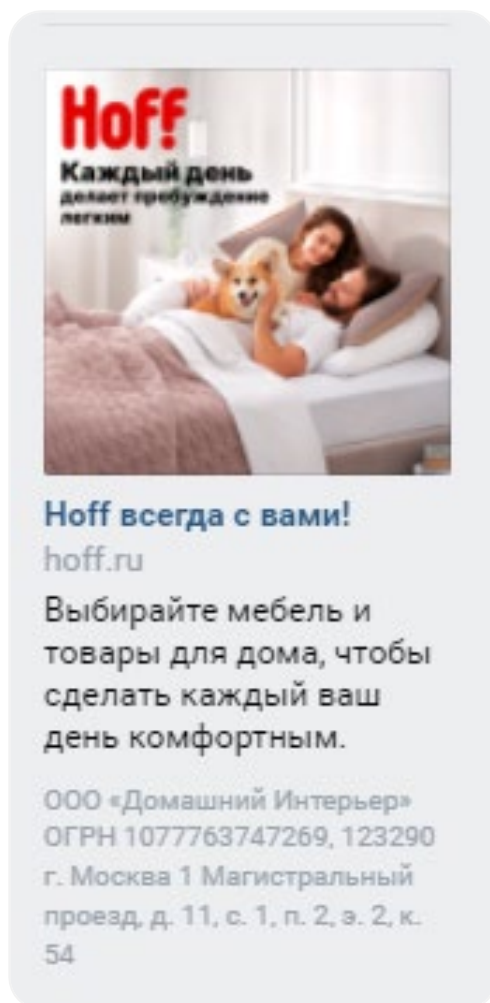 Hoff
Каждый день
делает пробуждение
легким
Hoff всегда с вами!
hoff.ru
Выбирайте мебель и
товары для дома, чтобы
сделать каждый ваш
день комфортным.
ООО «Домашний Интерьер»
ОГРН 1077763747269, 123290
г. Москва 1 Магистральный
проезд, д. 11, с. 1, п. 2, э. 2, к.
54